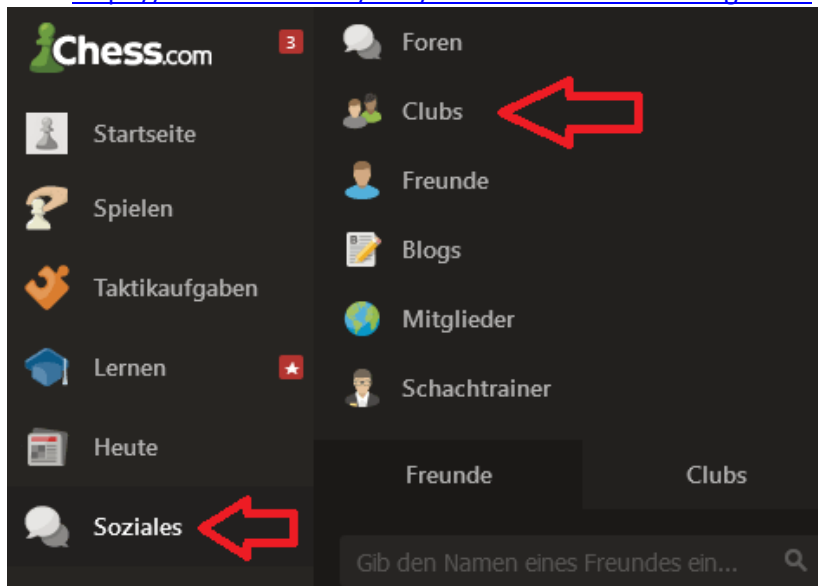 Chess.com
3
Startseite
Spielen
Taktikaufgaben
Lernen
Heute
Soziales
Foren
Clubs
Freunde
Blogs
Mitglieder
Schachtrainer
Freunde
Clubs
Gib den Namen eines Freundes ein...